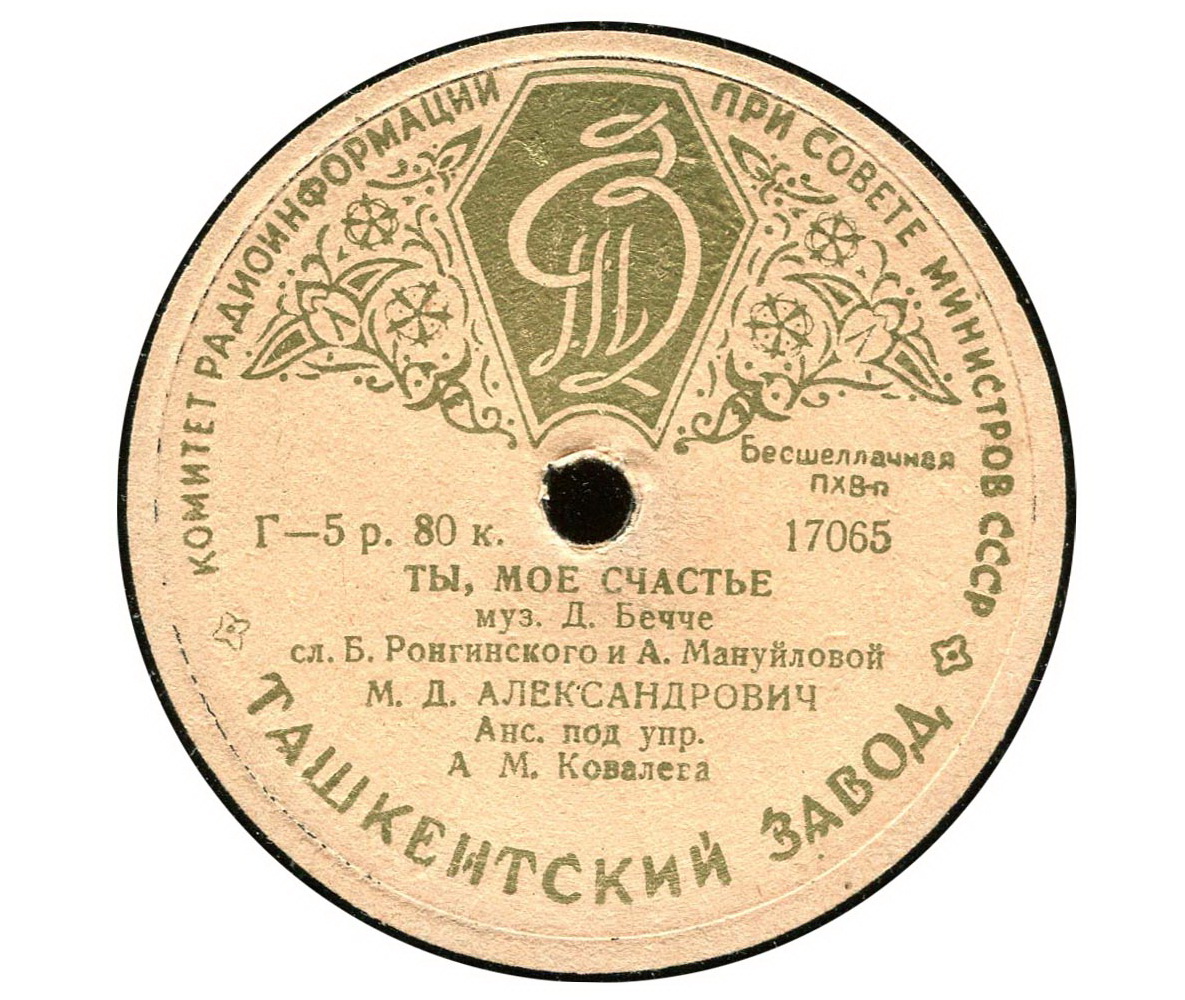 КОМИТЕТ РАДИОИНФОРМАЦИИ ПРИ СОВЕТЕ МИНИСТРОВ СССР
Бесшеллачная
ПХВ-п
Г—5 р. 80 к. 17065
ТЫ, МОЕ СЧАСТЬЕ
муз. Д. Бечче
сл. Б. Ронгинского и А. Мануйловой
М. Д. АЛЕКСАНДРОВИЧ
Анс. под упр.
А М. Ковалева
ТАШКЕНТСКИЙ ЗАВОД